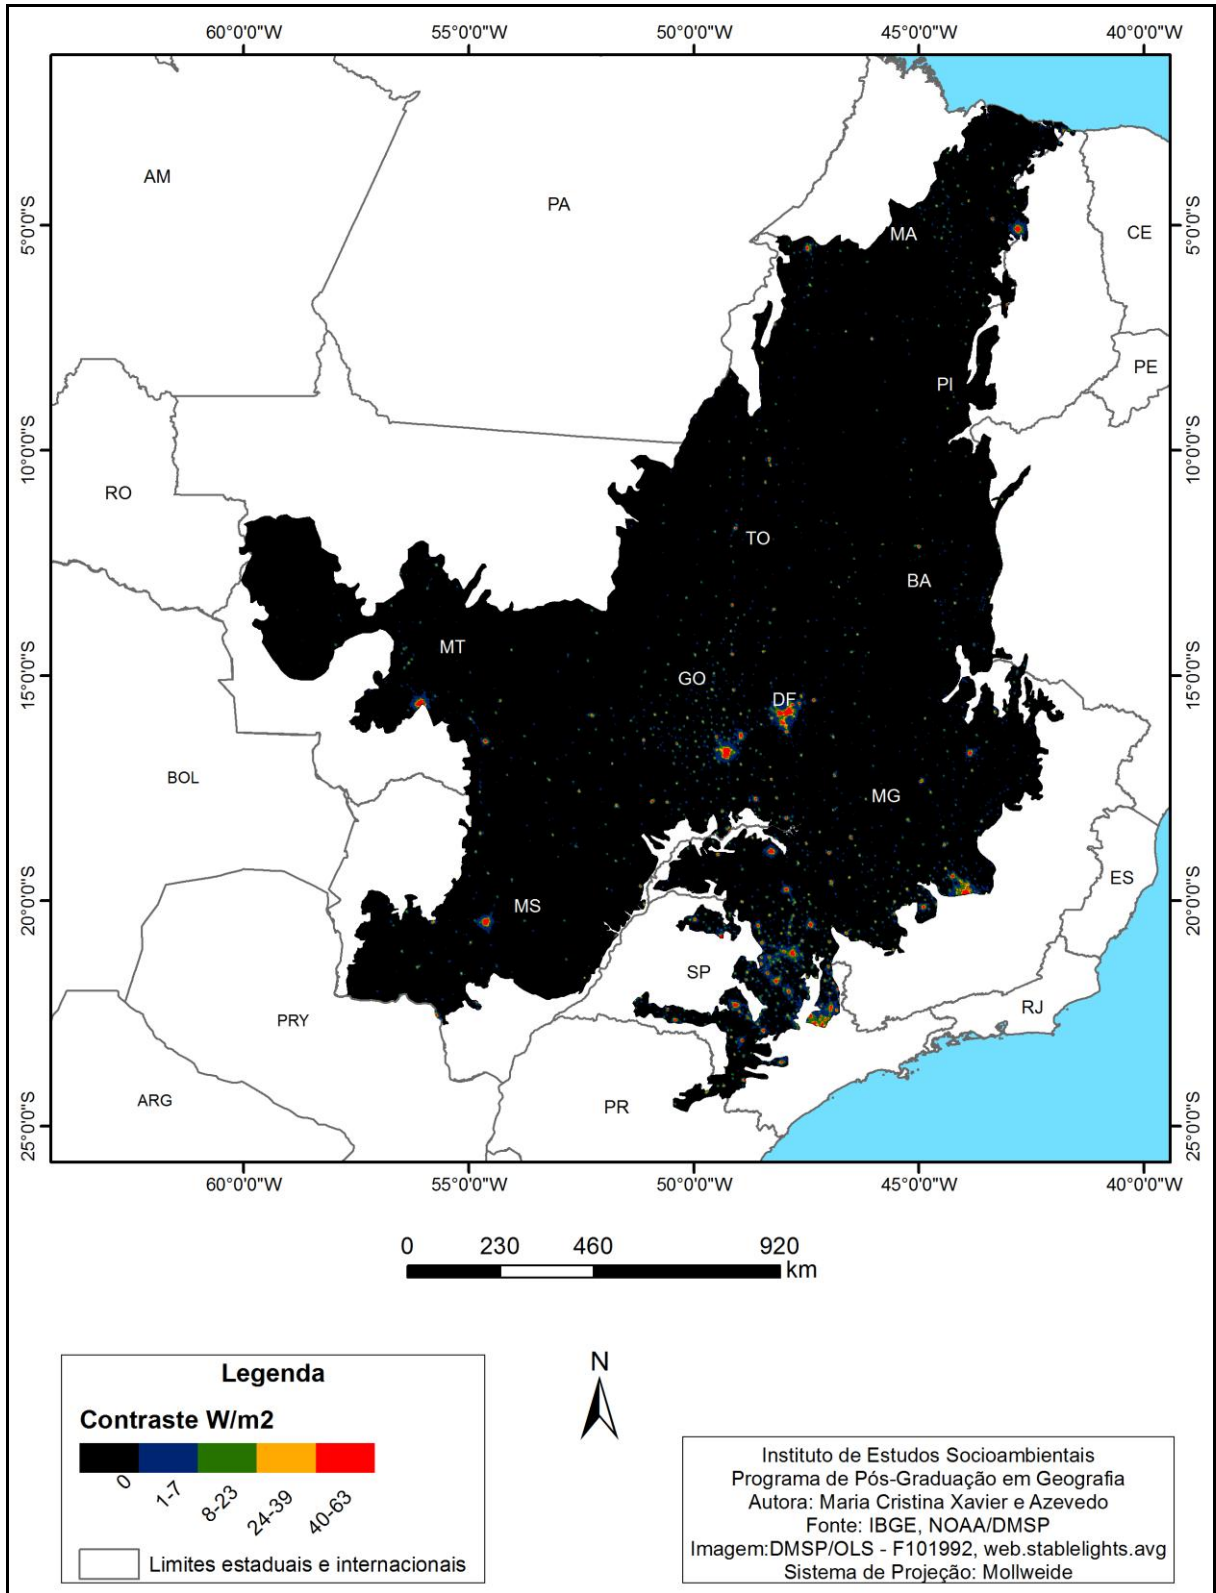 60°0'0"W 55°0'0"W 50°0'0"W 45°0'0"W 40°0'0"W
AM
PA
CE
MA
5°0'0"S 5°0'0"S
PE
PI
10°0'0"S 10°0'0"S
RO
TO
BA
MT
GO
15°0'0"S 15°0'0"S
DF
BOL
MG
ES
MS
20°0'0"S 20°0'0"S
SP
RJ
PRY
ARG
PR
25°0'0"S 25°0'0"S
60°0'0"W 55°0'0"W 50°0'0"W 45°0'0"W 40°0'0"W
0 230 460 920
km
N
Legenda
Contraste W/m2
0 1-7 8-23 24-39 40-63
Limites estaduais e internacionais
Instituto de Estudos Socioambientais
Programa de Pós-Graduação em Geografia
Autora: Maria Cristina Xavier e Azevedo
Fonte: IBGE, NOAA/DMSP
Imagem:DMSP/OLS - F101992, web.stablelights.avg
Sistema de Projeção: Mollweide